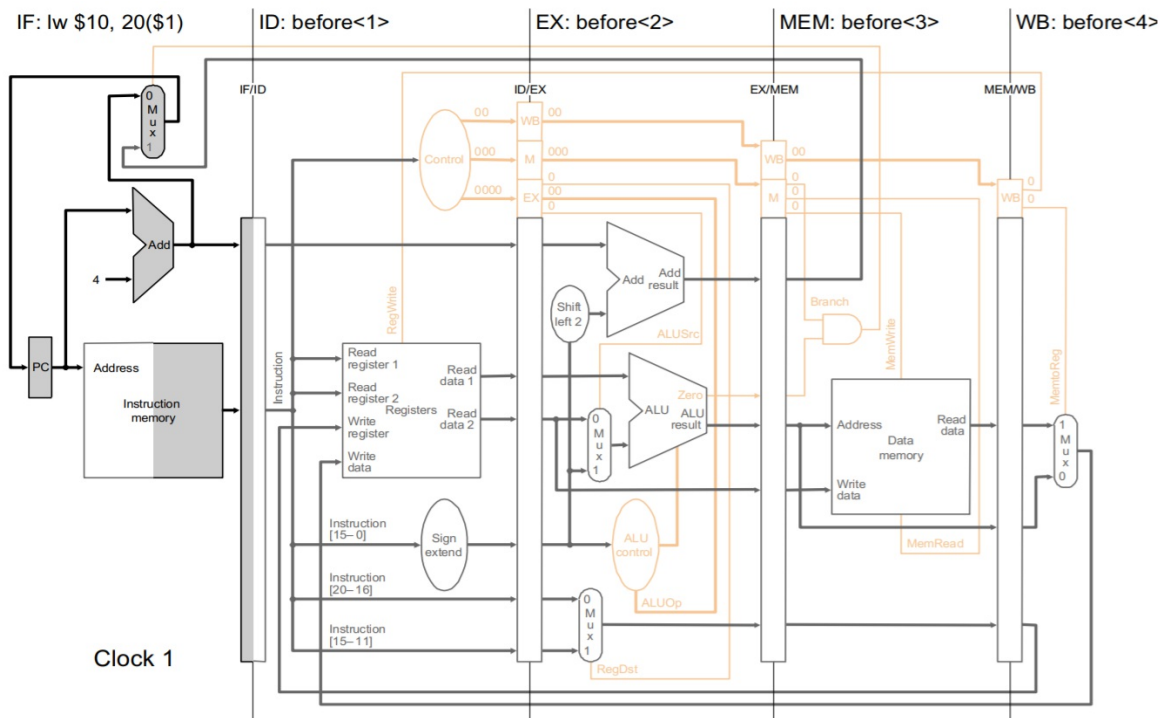 IF: lw $10, 20($1)
ID: before<1>
EX: before<2>
MEM: before<3>
WB: before<4>
IF/ID
ID/EX
EX/MEM
MEM/WB
0
M
u
x
1
Control
00
000
0000
WB
M
EX
00
000
0
00
0
WB
M
00
0
0
0
WB
0
0
Add
4
PC
Address
Instruction
memory
Instruction
RegWrite
Read
register 1
Read
register 2
Write
register
Write
data
Registers
Read
data 1
Read
data 2
Shift
left 2
Add
Add
result
ALUSrc
0
M
u
x
1
ALU
Zero
ALU
result
Branch
MemWrite
Address
Write
data
Data
memory
Read
data
MemRead
MemtoReg
1
M
u
x
0
Instruction
[15–0]
Sign
extend
ALU
control
ALUOp
Instruction
[20–16]
Instruction
[15–11]
0
M
u
x
1
RegDst
Clock 1